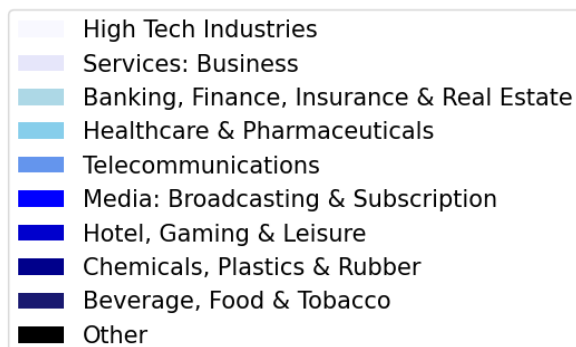 High Tech Industries
Services: Business
Banking, Finance, Insurance & Real Estate
Healthcare & Pharmaceuticals
Telecommunications
Media: Broadcasting & Subscription
Hotel, Gaming & Leisure
Chemicals, Plastics & Rubber
Beverage, Food & Tobacco
Other